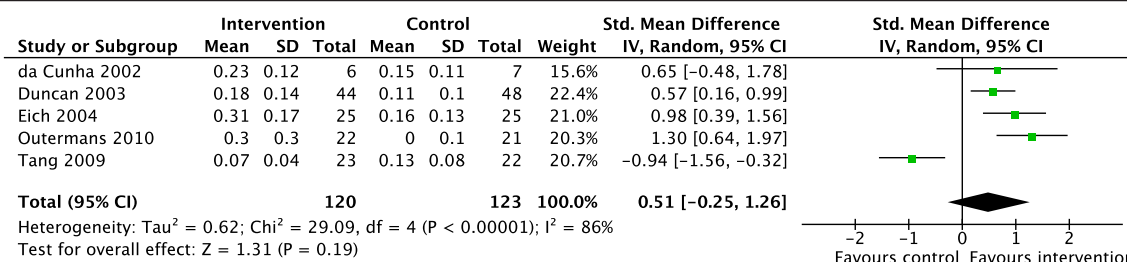 Intervention Control Std. Mean Difference Std. Mean Difference
Study or Subgroup Mean SD Total Mean SD Total Weight IV, Random, 95% CI IV, Random, 95% CI
da Cunha 2002 0.23 0.12 6 0.15 0.11 7 15.6% 0.65 [-0.48, 1.78]
Duncan 2003 0.18 0.14 44 0.11 0.1 48 22.4% 0.57 [0.16, 0.99]
Eich 2004 0.31 0.17 25 0.16 0.13 25 21.0% 0.98 [0.39, 1.56]
Outermans 2010 0.3 0.3 22 0 0.1 21 20.3% 1.30 [0.64, 1.97]
Tang 2009 0.07 0.04 23 0.13 0.08 22 20.7% -0.94 [-1.56, -0.32]
Total (95% CI) 120 123 100.0% 0.51 [-0.25, 1.26]
Heterogeneity: Tau² = 0.62; Chi² = 29.09, df = 4 (P < 0.00001); I² = 86%
Test for overall effect: Z = 1.31 (P = 0.19)
-2 -1 0 1 2
Favours control Favours intervention